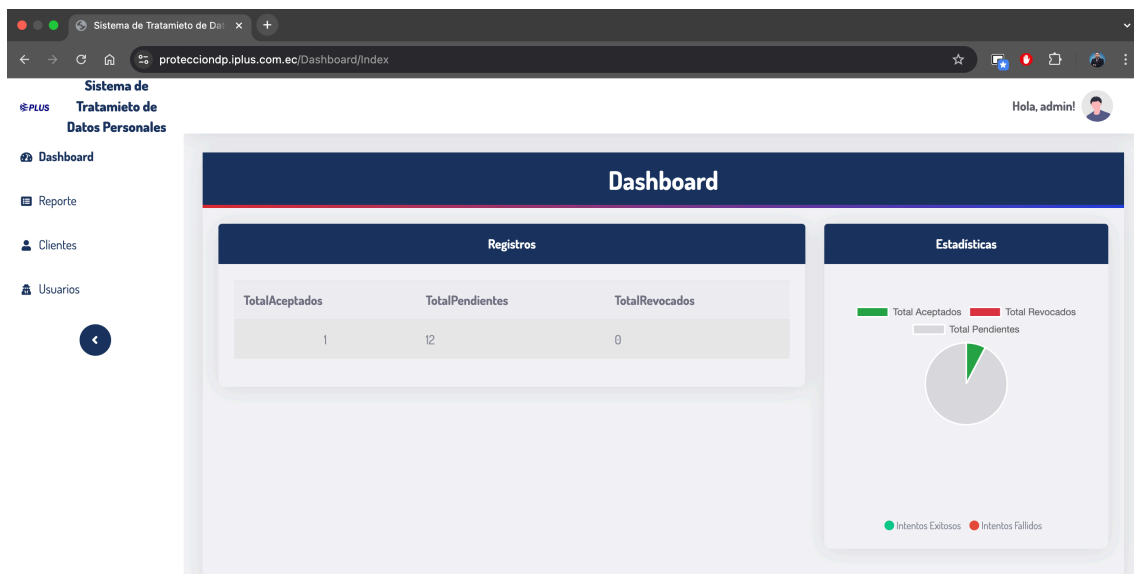 Sistema de Tratamieto de Dat
protecciondp.iplus.com.ec/Dashboard/Index
PLUS
Sistema de
Tratamieto de
Datos Personales
Hola, admin!
Dashboard
Reporte
Clientes
Usuarios
Dashboard
Registros
TotalAceptados TotalPendientes TotalRevocados
1 12 0
Estadísticas
Total Aceptados Total Revocados
Total Pendientes
Intentos Exitosos Intentos Fallidos